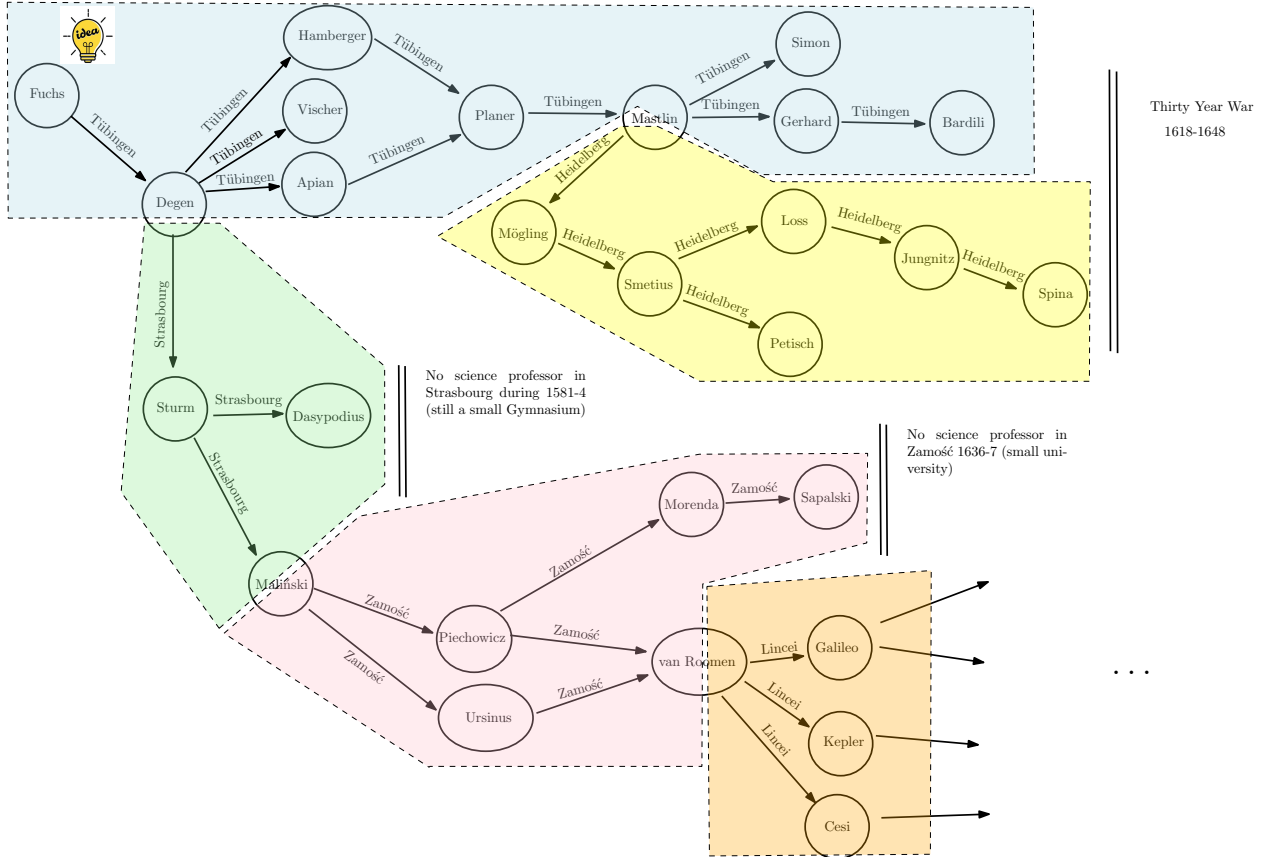 idea
Fuchs
Tübingen
Degen
Tübingen
Hamberger
Tübingen
Vischer
Tübingen
Apian
Tübingen
Tübingen
Planer
Tübingen
Mästlin
Tübingen
Simon
Tübingen
Gerhard
Tübingen
Bardili
Thirty Year War
1618-1648
Heidelberg
Mögling
Heidelberg
Smetius
Heidelberg
Loss
Heidelberg
Jungnitz
Heidelberg
Spina
Heidelberg
Petisch
Strasbourg
Sturm
Strasbourg
Dasypodius
Strasbourg
No science professor in
Strasbourg during 1581-4
(still a small Gymnasium)
Maliński
Zamość
Piechowicz
Zamość
Ursinus
Zamość
Morenda
Zamość
Sapalski
No science professor in
Zamość 1636-7 (small uni-
versity)
Zamość
Zamość
van Roomen
Lincei
Galileo
Lincei
Kepler
Lincei
Cesi
. . .